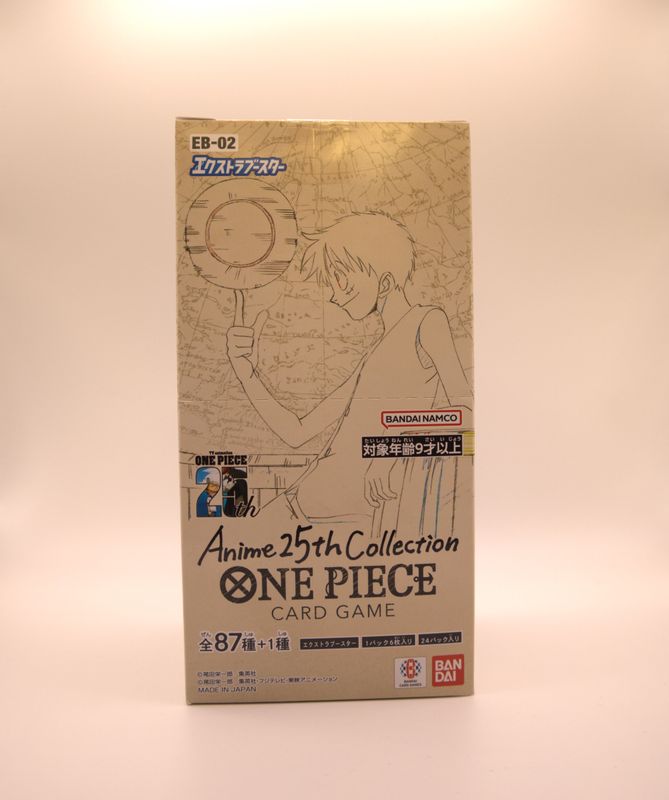 EB-02
エクストラブースター
BANDAI NAMCO
たいしょうねんれい さいいじょう
対象年齢9才以上
TV animation
ONE PIECE
25th
Anime 25th Collection
ONE PIECE
CARD GAME
ぜん しゅ しゅ
全87種+1種
エクストラブースター
1パック6枚入り
24パック入り
©尾田栄一郎 集英社
©尾田栄一郎 集英社・フジテレビ・東映アニメーション
MADE IN JAPAN
BANDAI
CARD GAMES
BAN
DAI